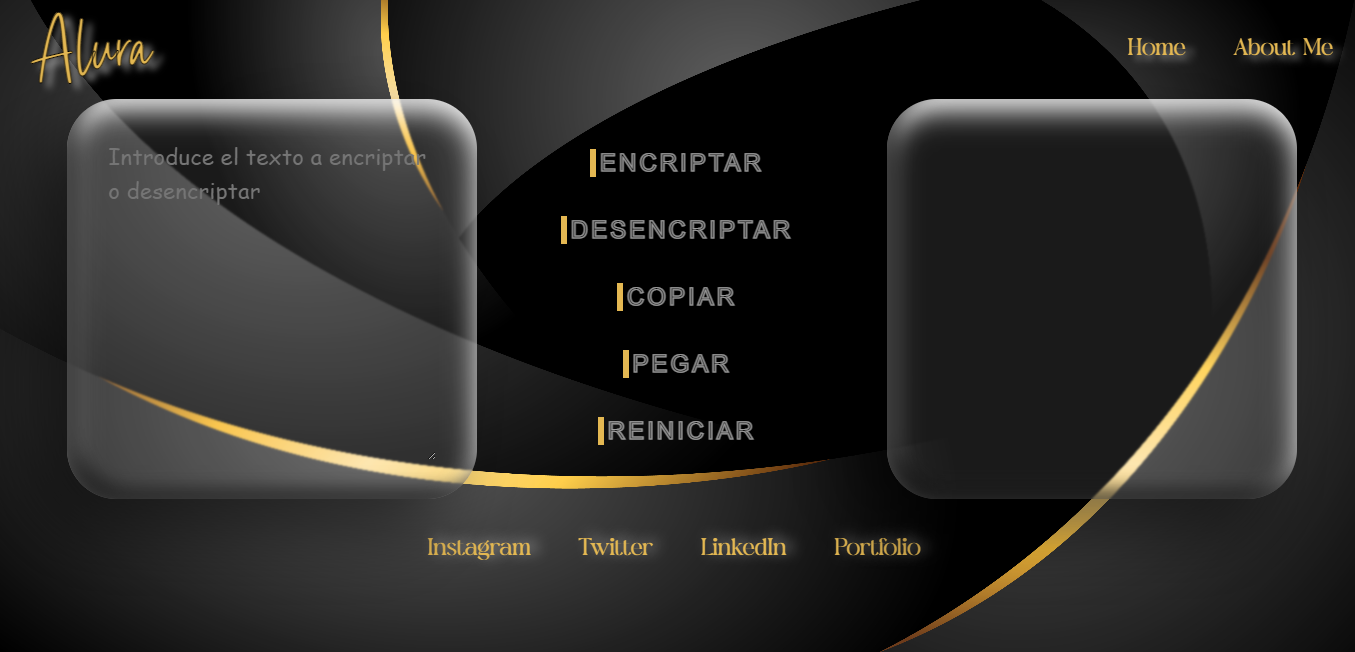 Alura
Home
About Me
Introduce el texto a encriptar
o desencriptar
ENCRIPTAR
DESENCRIPTAR
COPIAR
PEGAR
REINICIAR
Instagram
Twitter
LinkedIn
Portfolio